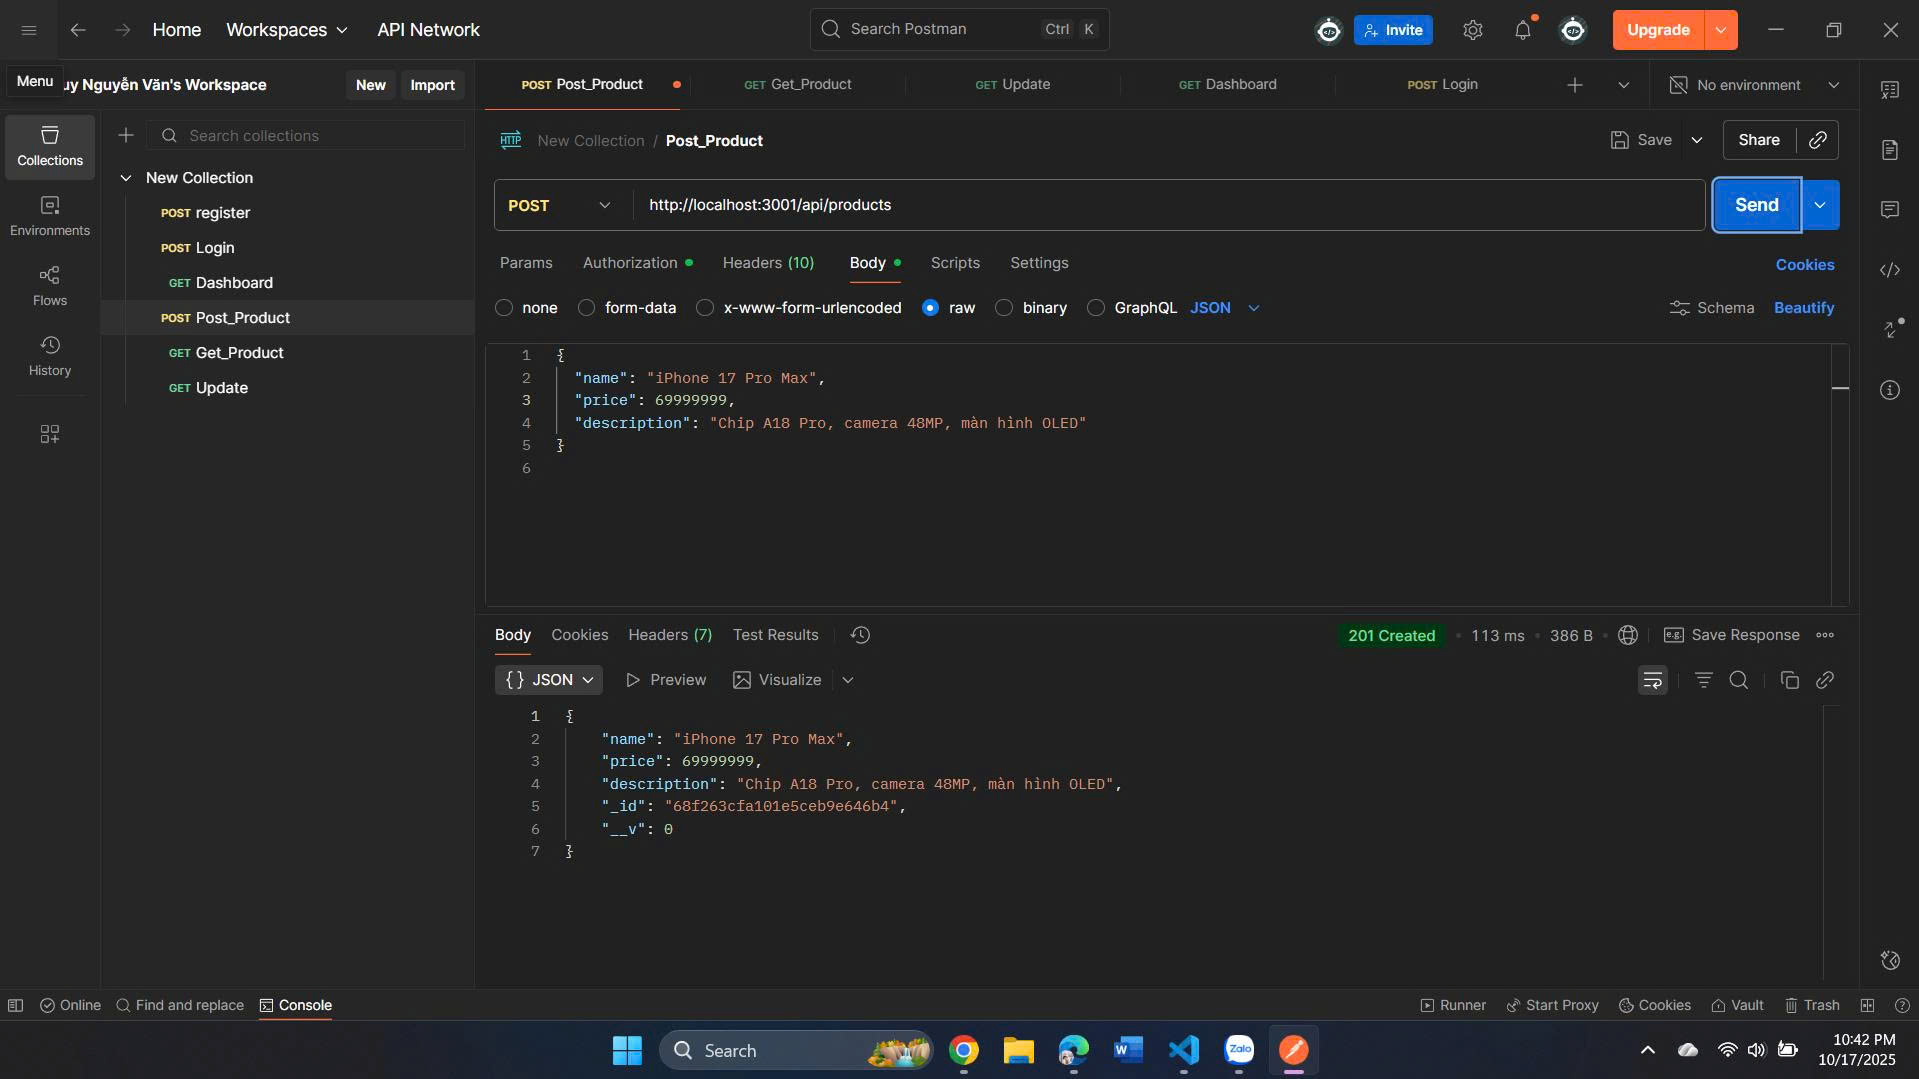 Home
Workspaces
API Network
Search Postman
Ctrl
K
Invite
Upgrade
Menu
uy Nguyễn Văn's Workspace
New
Import
POST Post_Product
GET Get_Product
GET Update
GET Dashboard
POST Login
No environment
Collections
Environments
Flows
History
Search collections
New Collection
POST register
POST Login
GET Dashboard
POST Post_Product
GET Get_Product
GET Update
HTTP
New Collection / Post_Product
Save
Share
POST
http://localhost:3001/api/products
Send
Params
Authorization
Headers (10)
Body
Scripts
Settings
Cookies
none
form-data
x-www-form-urlencoded
raw
binary
GraphQL
JSON
Schema
Beautify
1 {
2 "name": "iPhone 17 Pro Max",
3 "price": 69999999,
4 "description": "Chip A18 Pro, camera 48MP, màn hình OLED"
5 }
6
Body
Cookies
Headers (7)
Test Results
201 Created
113 ms
386 B
e.g.
Save Response
{} JSON
Preview
Visualize
1 {
2 "name": "iPhone 17 Pro Max",
3 "price": 69999999,
4 "description": "Chip A18 Pro, camera 48MP, màn hình OLED",
5 "_id": "68f263cfa101e5ceb9e646b4",
6 "__v": 0
7 }
Online
Find and replace
Console
Runner
Start Proxy
Cookies
Vault
Trash
Search
Zalo
10:42 PM
10/17/2025